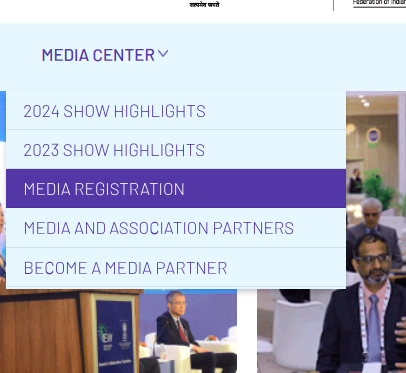 सत्यमेव जयते
Federation of Indian
MEDIA CENTER
2024 SHOW HIGHLIGHTS
2023 SHOW HIGHLIGHTS
MEDIA REGISTRATION
MEDIA AND ASSOCIATION PARTNERS
BECOME A MEDIA PARTNER